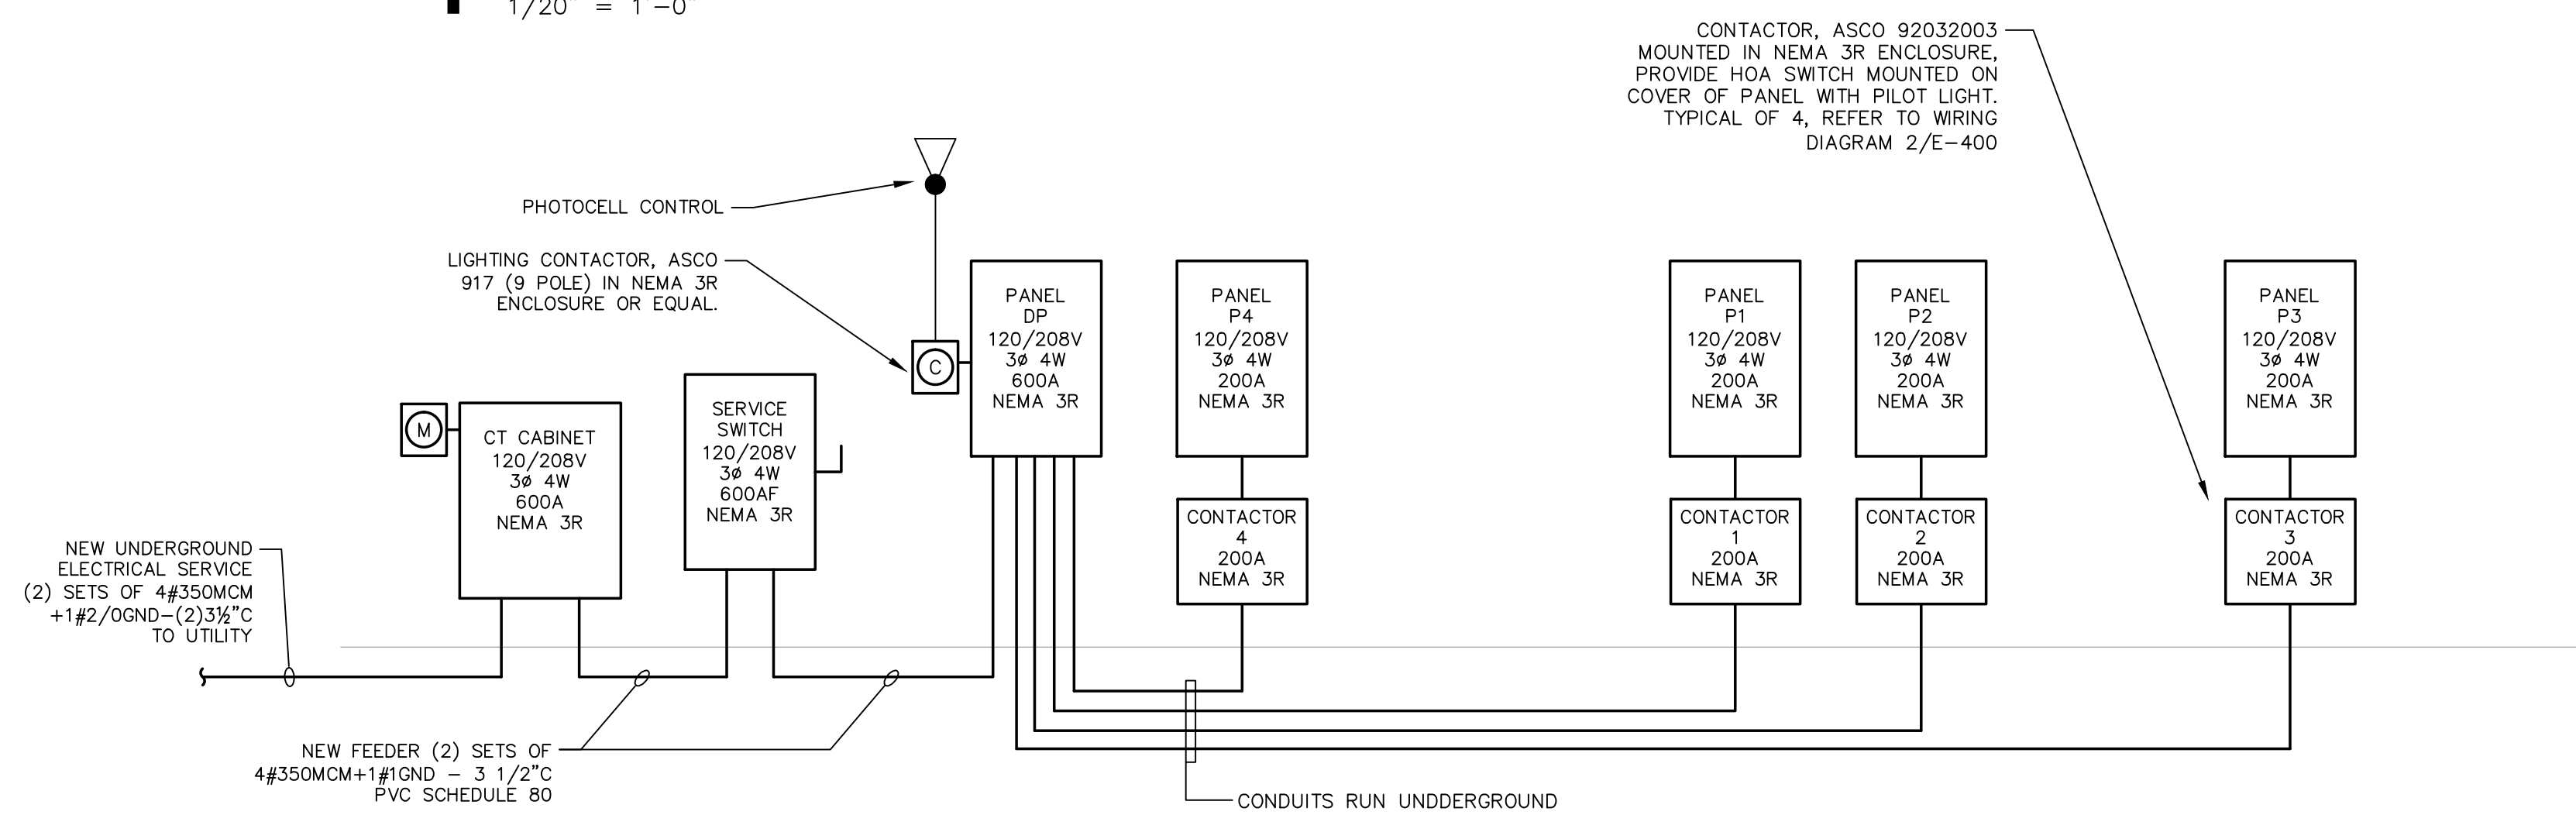 1/20" = 1'-0"
CONTACTOR, ASCO 92032003
MOUNTED IN NEMA 3R ENCLOSURE,
PROVIDE HOA SWITCH MOUNTED ON
COVER OF PANEL WITH PILOT LIGHT.
TYPICAL OF 4, REFER TO WIRING
DIAGRAM 2/E-400
PHOTOCELL CONTROL
LIGHTING CONTACTOR, ASCO
917 (9 POLE) IN NEMA 3R
ENCLOSURE OR EQUAL.
C
PANEL
DP
120/208V
3ø 4W
600A
NEMA 3R
PANEL
P4
120/208V
3ø 4W
200A
NEMA 3R
PANEL
P1
120/208V
3ø 4W
200A
NEMA 3R
PANEL
P2
120/208V
3ø 4W
200A
NEMA 3R
PANEL
P3
120/208V
3ø 4W
200A
NEMA 3R
M
CT CABINET
120/208V
3ø 4W
600A
NEMA 3R
SERVICE
SWITCH
120/208V
3ø 4W
600AF
NEMA 3R
CONTACTOR
4
200A
NEMA 3R
CONTACTOR
1
200A
NEMA 3R
CONTACTOR
2
200A
NEMA 3R
CONTACTOR
3
200A
NEMA 3R
NEW UNDERGROUND
ELECTRICAL SERVICE
(2) SETS OF 4#350MCM
+1#2/0GND-(2)3½"C
TO UTILITY
NEW FEEDER (2) SETS OF
4#350MCM+1#1GND - 3 1/2"C
PVC SCHEDULE 80
CONDUITS RUN UNDDERGROUND